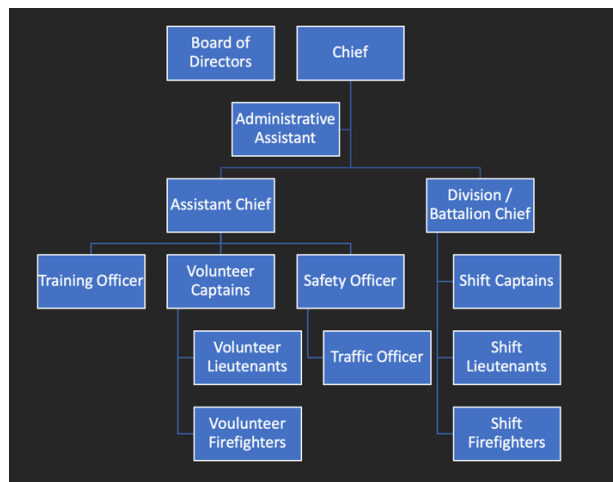 Board of
Directors
Chief
Administrative
Assistant
Assistant Chief
Division /
Battalion Chief
Training Officer
Volunteer
Captains
Safety Officer
Shift Captains
Volunteer
Lieutenants
Traffic Officer
Shift
Lieutenants
Voulunteer
Firefighters
Shift
Firefighters